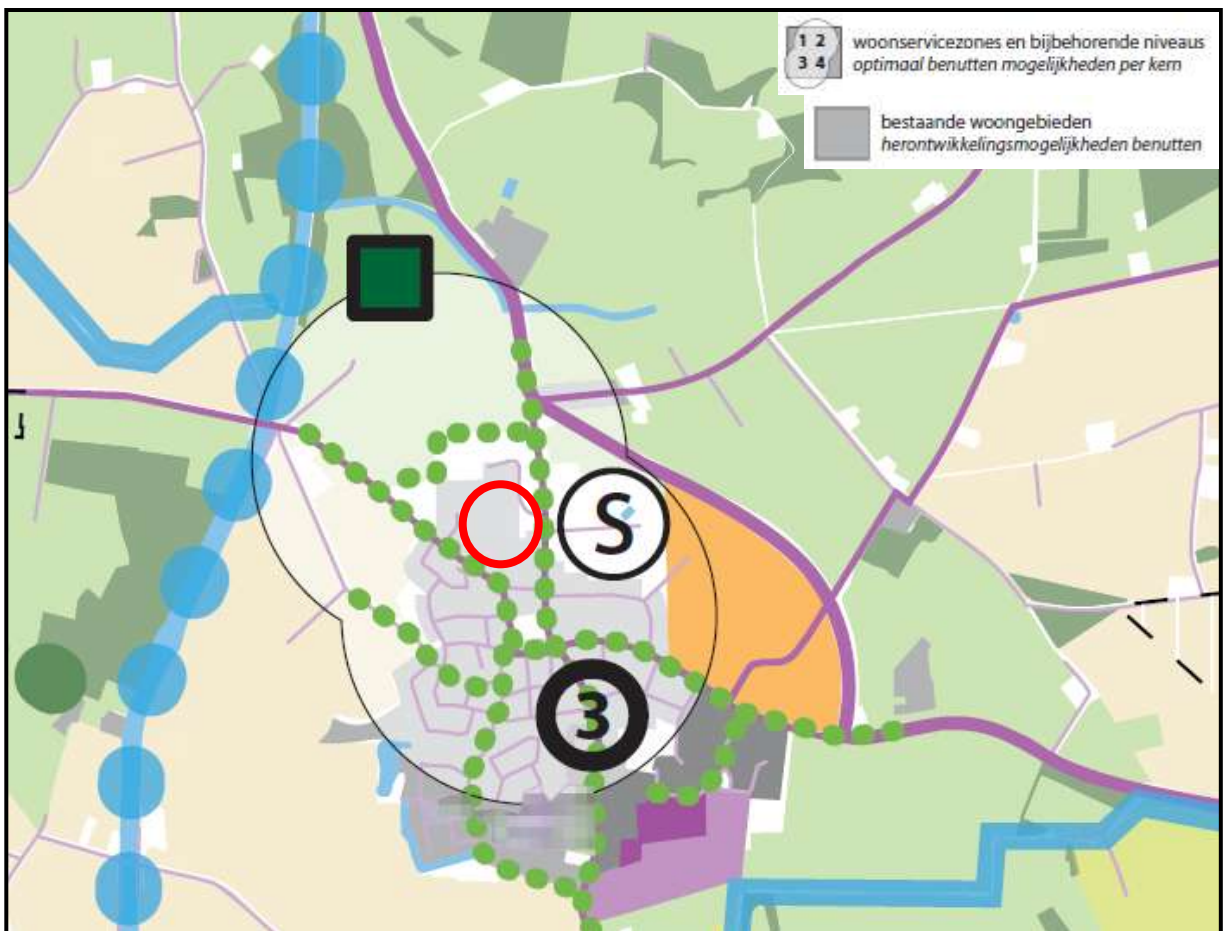 1 2
3 4
woonservicezones en bijbehorende niveaus
optimaal benutten mogelijkheden per kern
bestaande woongebieden
herontwikkelingsmogelijkheden benutten
S
3